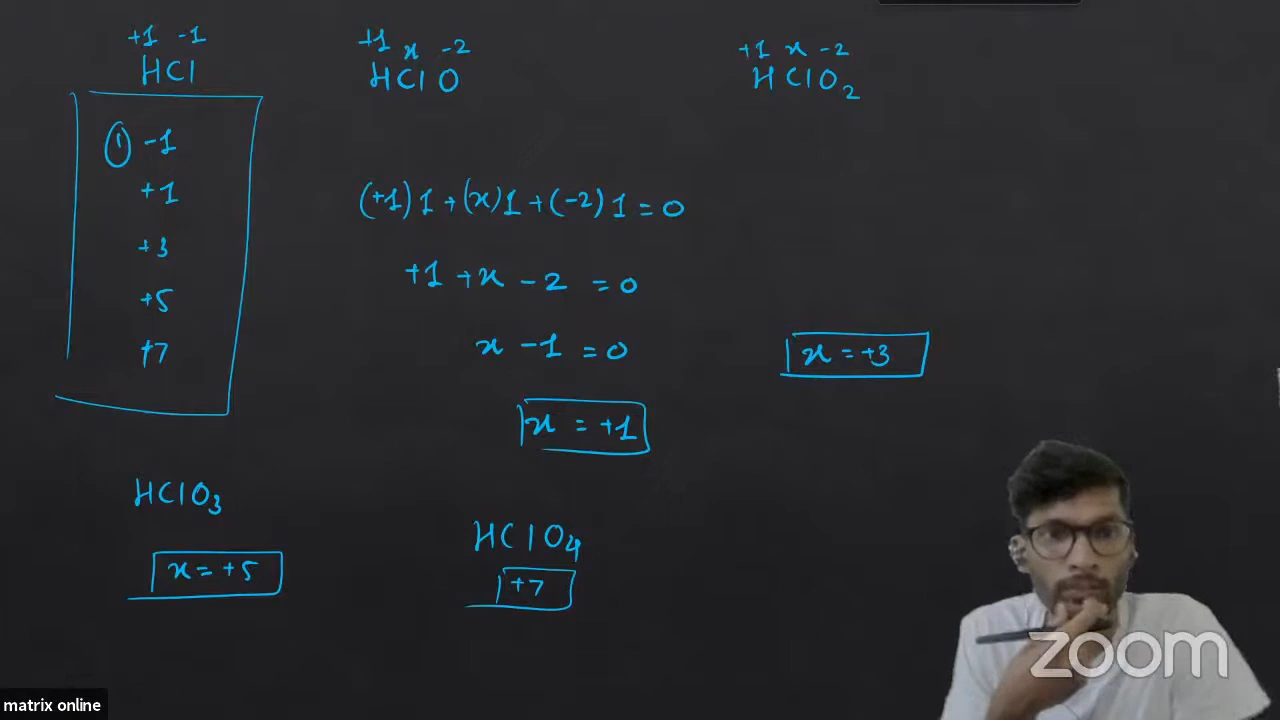 +1 -1
HCl
① -1
+1
+3
+5
+7
+1 x -2
HClO
(+1)1+(x)1+(-2)1=0
+1 +x -2 =0
x -1 =0
x = +1
+1 x -2
HClO₂
x = +3
HClO₃
x = +5
HClO₄
+7
zoom
matrix online